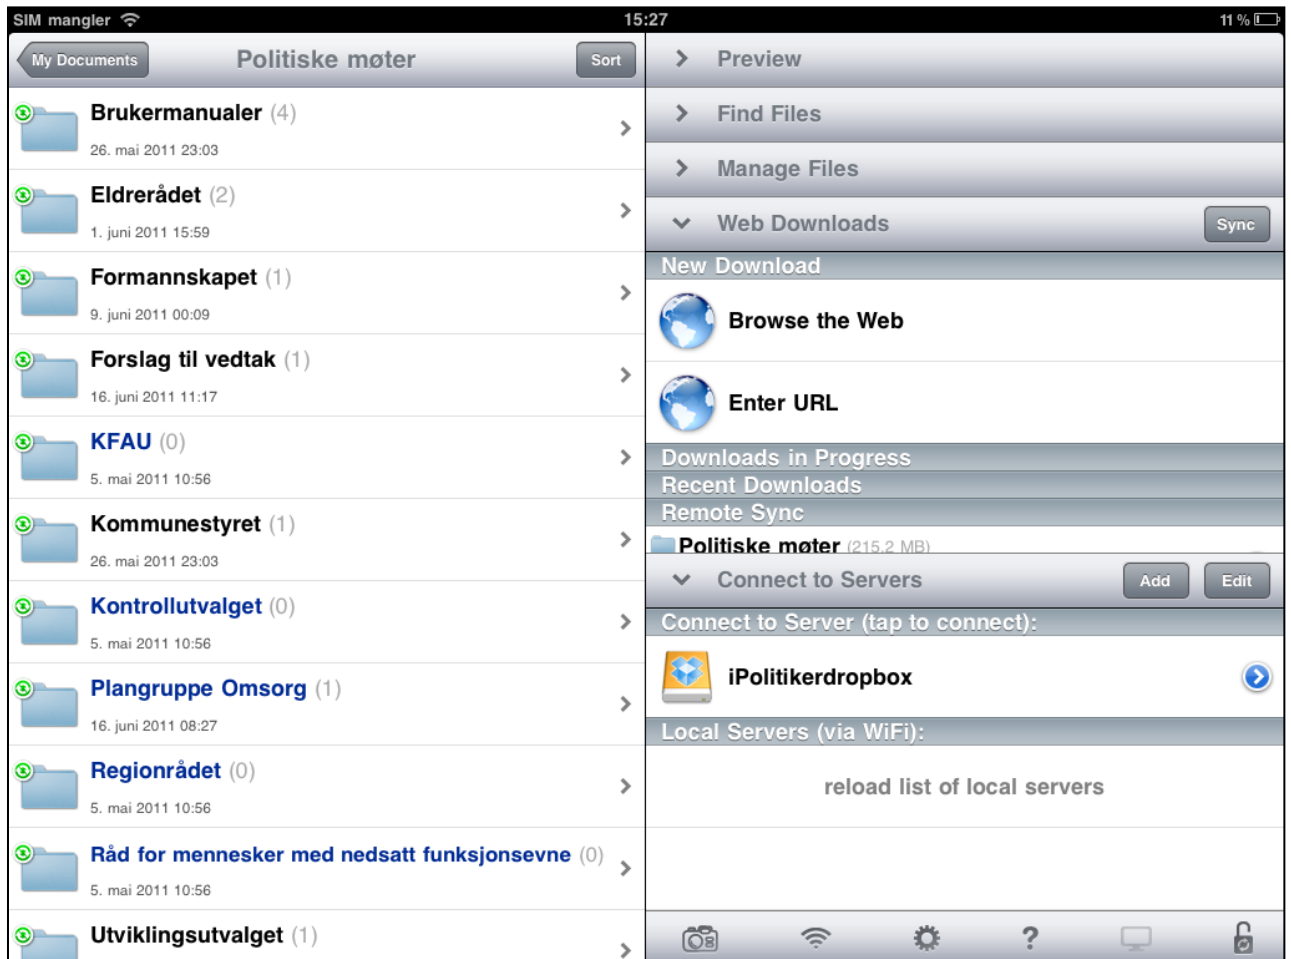 SIM mangler
15:27
11 %
My Documents
Politiske møter
Sort
Brukermanualer (4)
26. mai 2011 23:03
Eldrerådet (2)
1. juni 2011 15:59
Formannskapet (1)
9. juni 2011 00:09
Forslag til vedtak (1)
16. juni 2011 11:17
KFAU (0)
5. mai 2011 10:56
Kommunestyret (1)
26. mai 2011 23:03
Kontrollutvalget (0)
5. mai 2011 10:56
Plangruppe Omsorg (1)
16. juni 2011 08:27
Regionrådet (0)
5. mai 2011 10:56
Råd for mennesker med nedsatt funksjonsevne (0)
5. mai 2011 10:56
Utviklingsutvalget (1)
Preview
Find Files
Manage Files
Web Downloads
Sync
New Download
Browse the Web
Enter URL
Downloads in Progress
Recent Downloads
Remote Sync
Politiske møter (215.2 MB)
Connect to Servers
Add
Edit
Connect to Server (tap to connect):
iPolitikerdropbox
Local Servers (via WiFi):
reload list of local servers